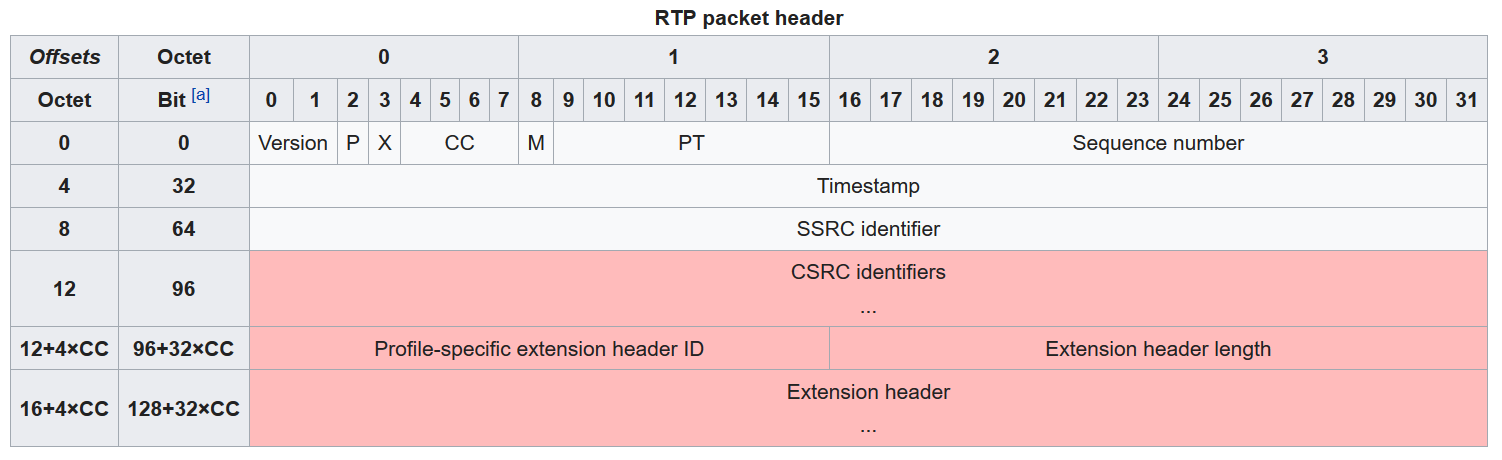 RTP packet header
Offsets Octet 0 1 2 3
Octet Bit [a] 0 1 2 3 4 5 6 7 8 9 10 11 12 13 14 15 16 17 18 19 20 21 22 23 24 25 26 27 28 29 30 31
0 0 Version P X CC M PT Sequence number
4 32 Timestamp
8 64 SSRC identifier
12 96 CSRC identifiers
...
12+4×CC 96+32×CC Profile-specific extension header ID Extension header length
16+4×CC 128+32×CC Extension header
...